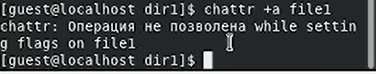 [guest@localhost dir1]$ chattr +a file1
chattr: Операция не позволена while settin
g flags on file1
[guest@localhost dir1]$